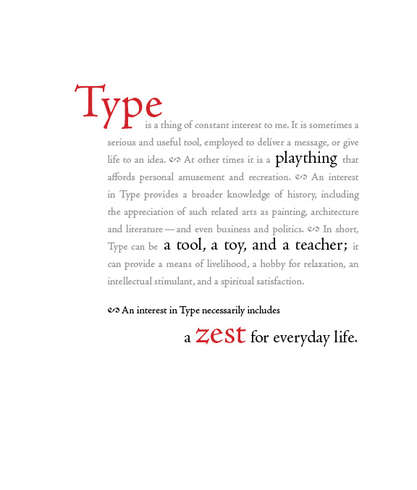 Type
is a thing of constant interest to me. It is sometimes a
serious and useful tool, employed to deliver a message, or give
life to an idea. At other times it is a plaything that
affords personal amusement and recreation. An interest
in Type provides a broader knowledge of history, including
the appreciation of such related arts as painting, architecture
and literature — and even business and politics. In short,
Type can be a tool, a toy, and a teacher; it
can provide a means of livelihood, a hobby for relaxation, an
intellectual stimulant, and a spiritual satisfaction.
An interest in Type necessarily includes
a zest for everyday life.